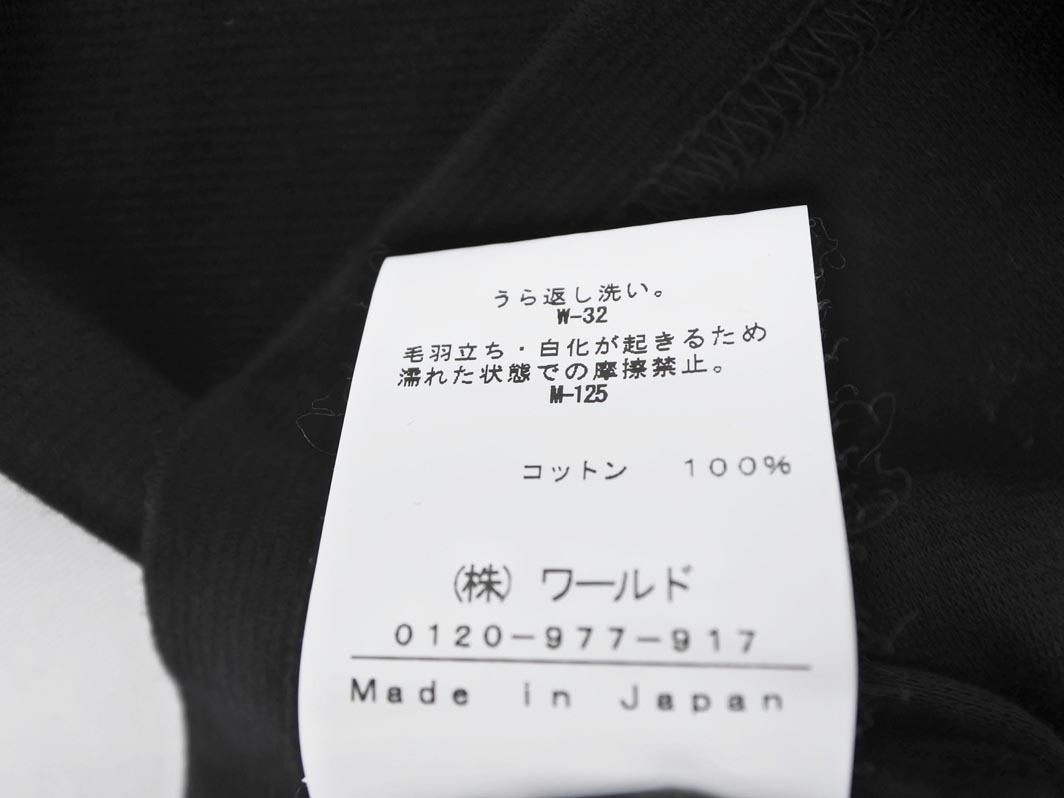 うら返し洗い。
W-32
毛羽立ち・白化が起きるため
濡れた状態での摩擦禁止。
M-125
コットン　１００％
（株）ワールド
０１２０－９７７－９１７
Made in Japan